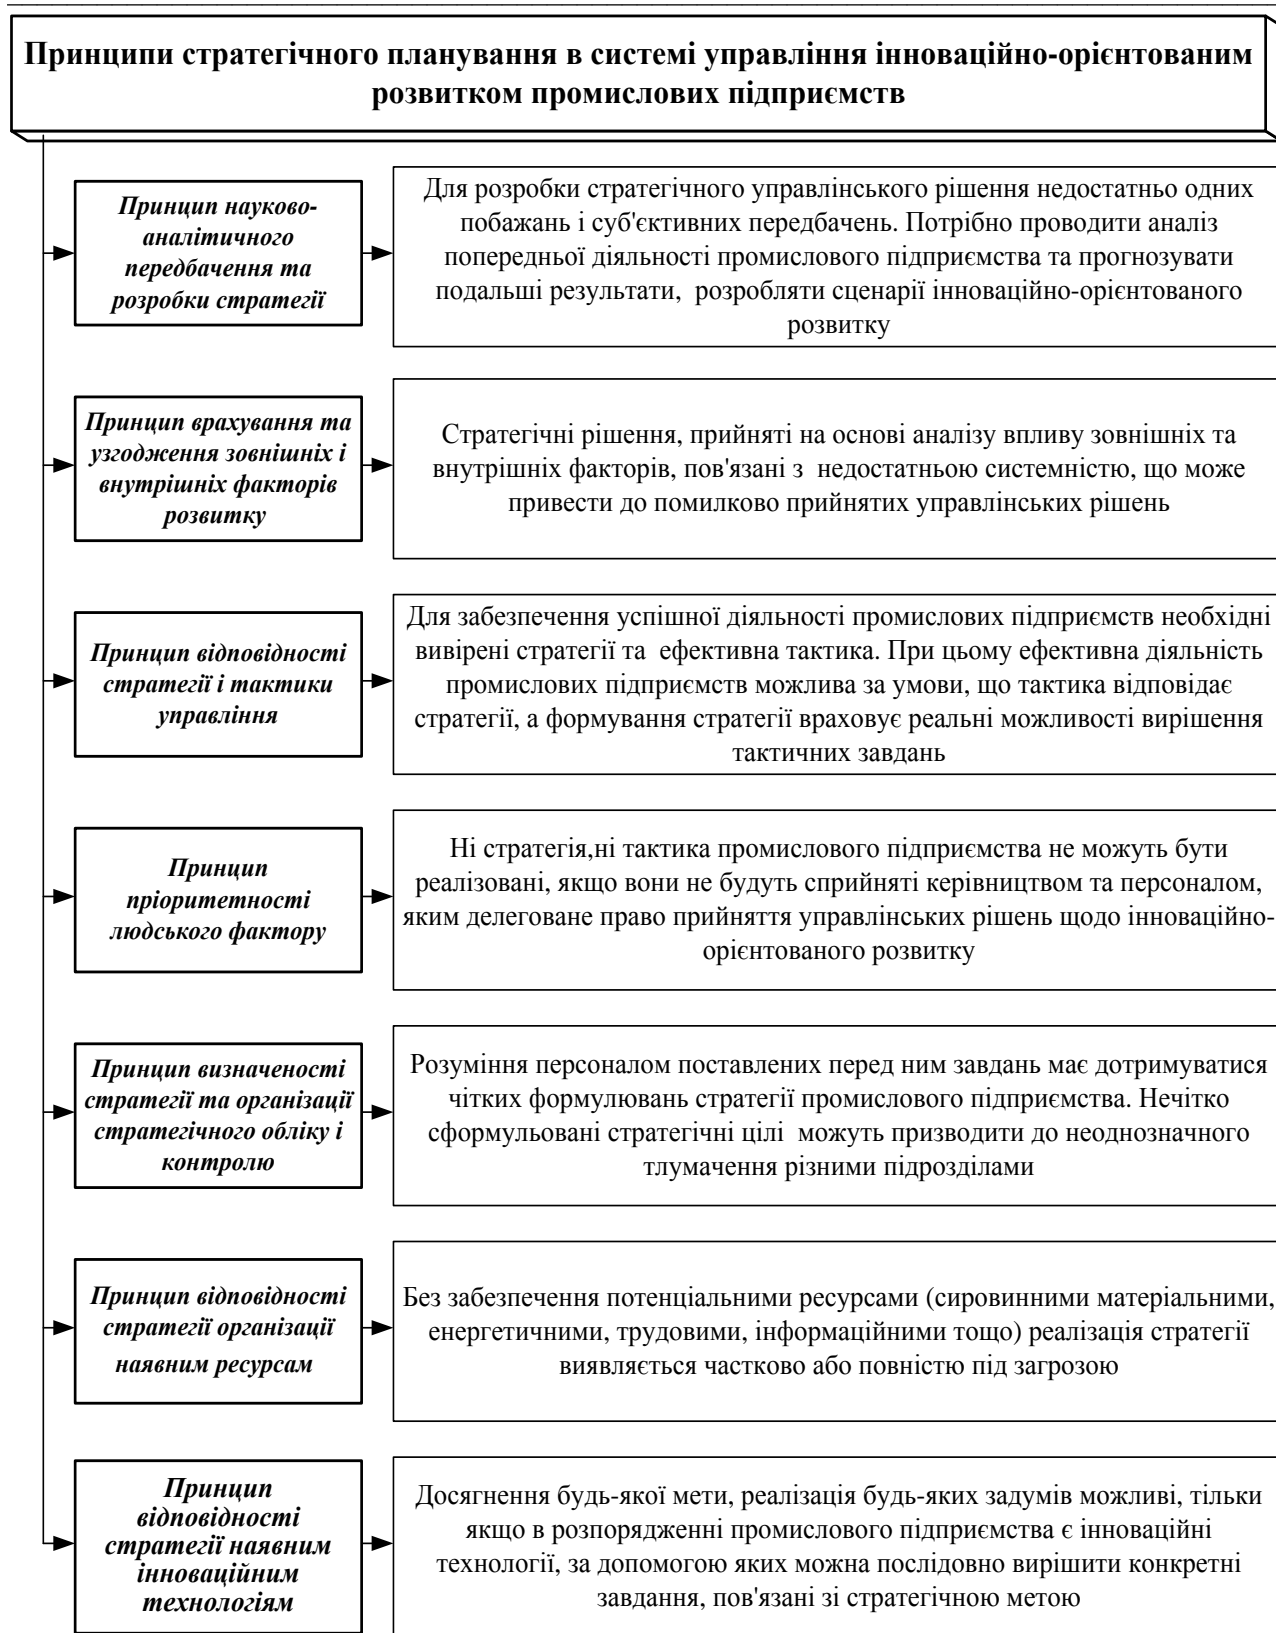 Принципи стратегічного планування в системі управління інноваційно-орієнтованим
розвитком промислових підприємств
Принцип науково-
аналітичного
передбачення та
розробки стратегії
Для розробки стратегічного управлінського рішення недостатньо одних
побажань і суб'єктивних передбачень. Потрібно проводити аналіз
попередньої діяльності промислового підприємства та прогнозувати
подальші результати,  розробляти сценарії інноваційно-орієнтованого
розвитку
Принцип врахування та
узгодження зовнішніх і
внутрішніх факторів
розвитку
Стратегічні рішення, прийняті на основі аналізу впливу зовнішніх та
внутрішніх факторів, пов'язані з  недостатньою системністю, що може
привести до помилково прийнятих управлінських рішень
Принцип відповідності
стратегії і тактики
управління
Для забезпечення успішної діяльності промислових підприємств необхідні
вивірені стратегії та  ефективна тактика. При цьому ефективна діяльність
промислових підприємств можлива за умови, що тактика відповідає
стратегії, а формування стратегії враховує реальні можливості вирішення
тактичних завдань
Принцип
пріоритетності
людського фактору
Ні стратегія,ні тактика промислового підприємства не можуть бути
реалізовані, якщо вони не будуть сприйняті керівництвом та персоналом,
яким делеговане право прийняття управлінських рішень щодо інноваційно-
орієнтованого розвитку
Принцип визначеності
стратегії та організації
стратегічного обліку і
контролю
Розуміння персоналом поставлених перед ним завдань має дотримуватися
чітких формулювань стратегії промислового підприємства. Нечітко
сформульовані стратегічні цілі  можуть призводити до неоднозначного
тлумачення різними підрозділами
Принцип відповідності
стратегії організації
наявним ресурсам
Без забезпечення потенціальними ресурсами (сировинними матеріальними,
енергетичними, трудовими, інформаційними тощо) реалізація стратегії
виявляється частково або повністю під загрозою
Принцип
відповідності
стратегії наявним
інноваційним
технологіям
Досягнення будь-якої мети, реалізація будь-яких задумів можливі, тільки
якщо в розпорядженні промислового підприємства є інноваційні
технології, за допомогою яких можна послідовно вирішити конкретні
завдання, пов'язані зі стратегічною метою